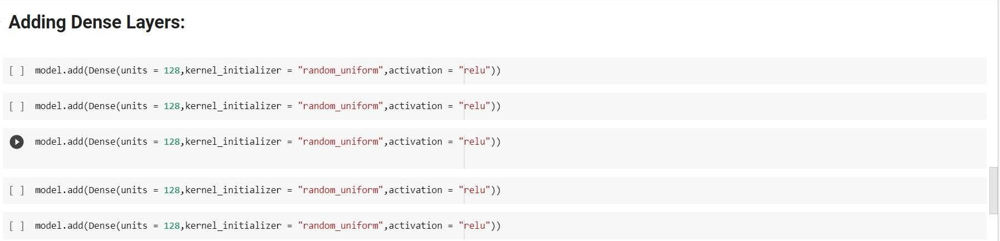 Adding Dense Layers:
[ ] model.add(Dense(units = 128,kernel_initializer = "random_uniform",activation = "relu"))
[ ] model.add(Dense(units = 128,kernel_initializer = "random_uniform",activation = "relu"))
model.add(Dense(units = 128,kernel_initializer = "random_uniform",activation = "relu"))
[ ] model.add(Dense(units = 128,kernel_initializer = "random_uniform",activation = "relu"))
[ ] model.add(Dense(units = 128,kernel_initializer = "random_uniform",activation = "relu"))